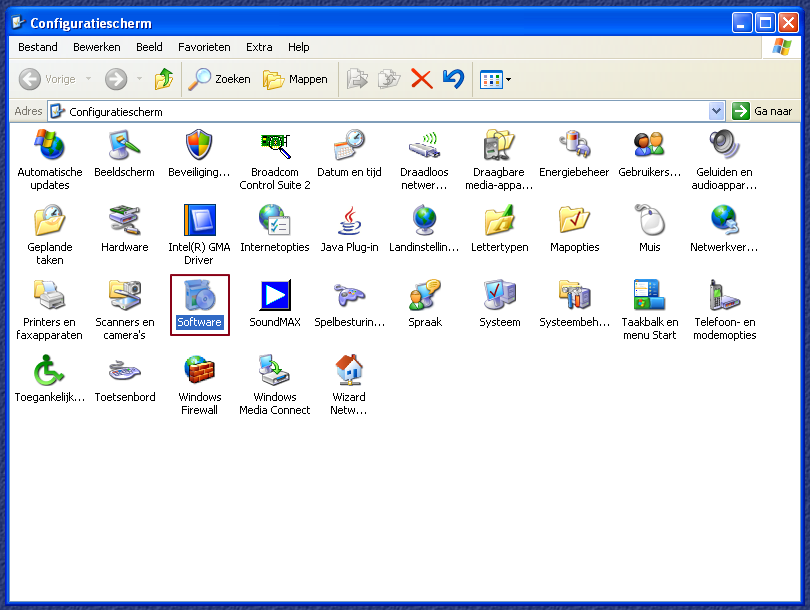 Configuratiescherm
Bestand Bewerken Beeld Favorieten Extra Help
Vorige Zoeken Mappen
Adres Configuratiescherm Ga naar
Automatische updates
Beeldscherm
Beveiliging...
Broadcom Control Suite 2
Datum en tijd
Draadloos netwer...
Draagbare media-appa...
Energiebeheer
Gebruikers...
Geluiden en audioappar...
Geplande taken
Hardware
Intel(R) GMA Driver
Internetopties
Java Plug-in
Landinstellin...
Lettertypen
Mapopties
Muis
Netwerkver...
Printers en faxapparaten
Scanners en camera's
Software
SoundMAX
Spelbesturin...
Spraak
Systeem
Systeembeh...
Taakbalk en menu Start
Telefoon- en modemopties
Toegankelijk...
Toetsenbord
Windows Firewall
Windows Media Connect
Wizard Netw...